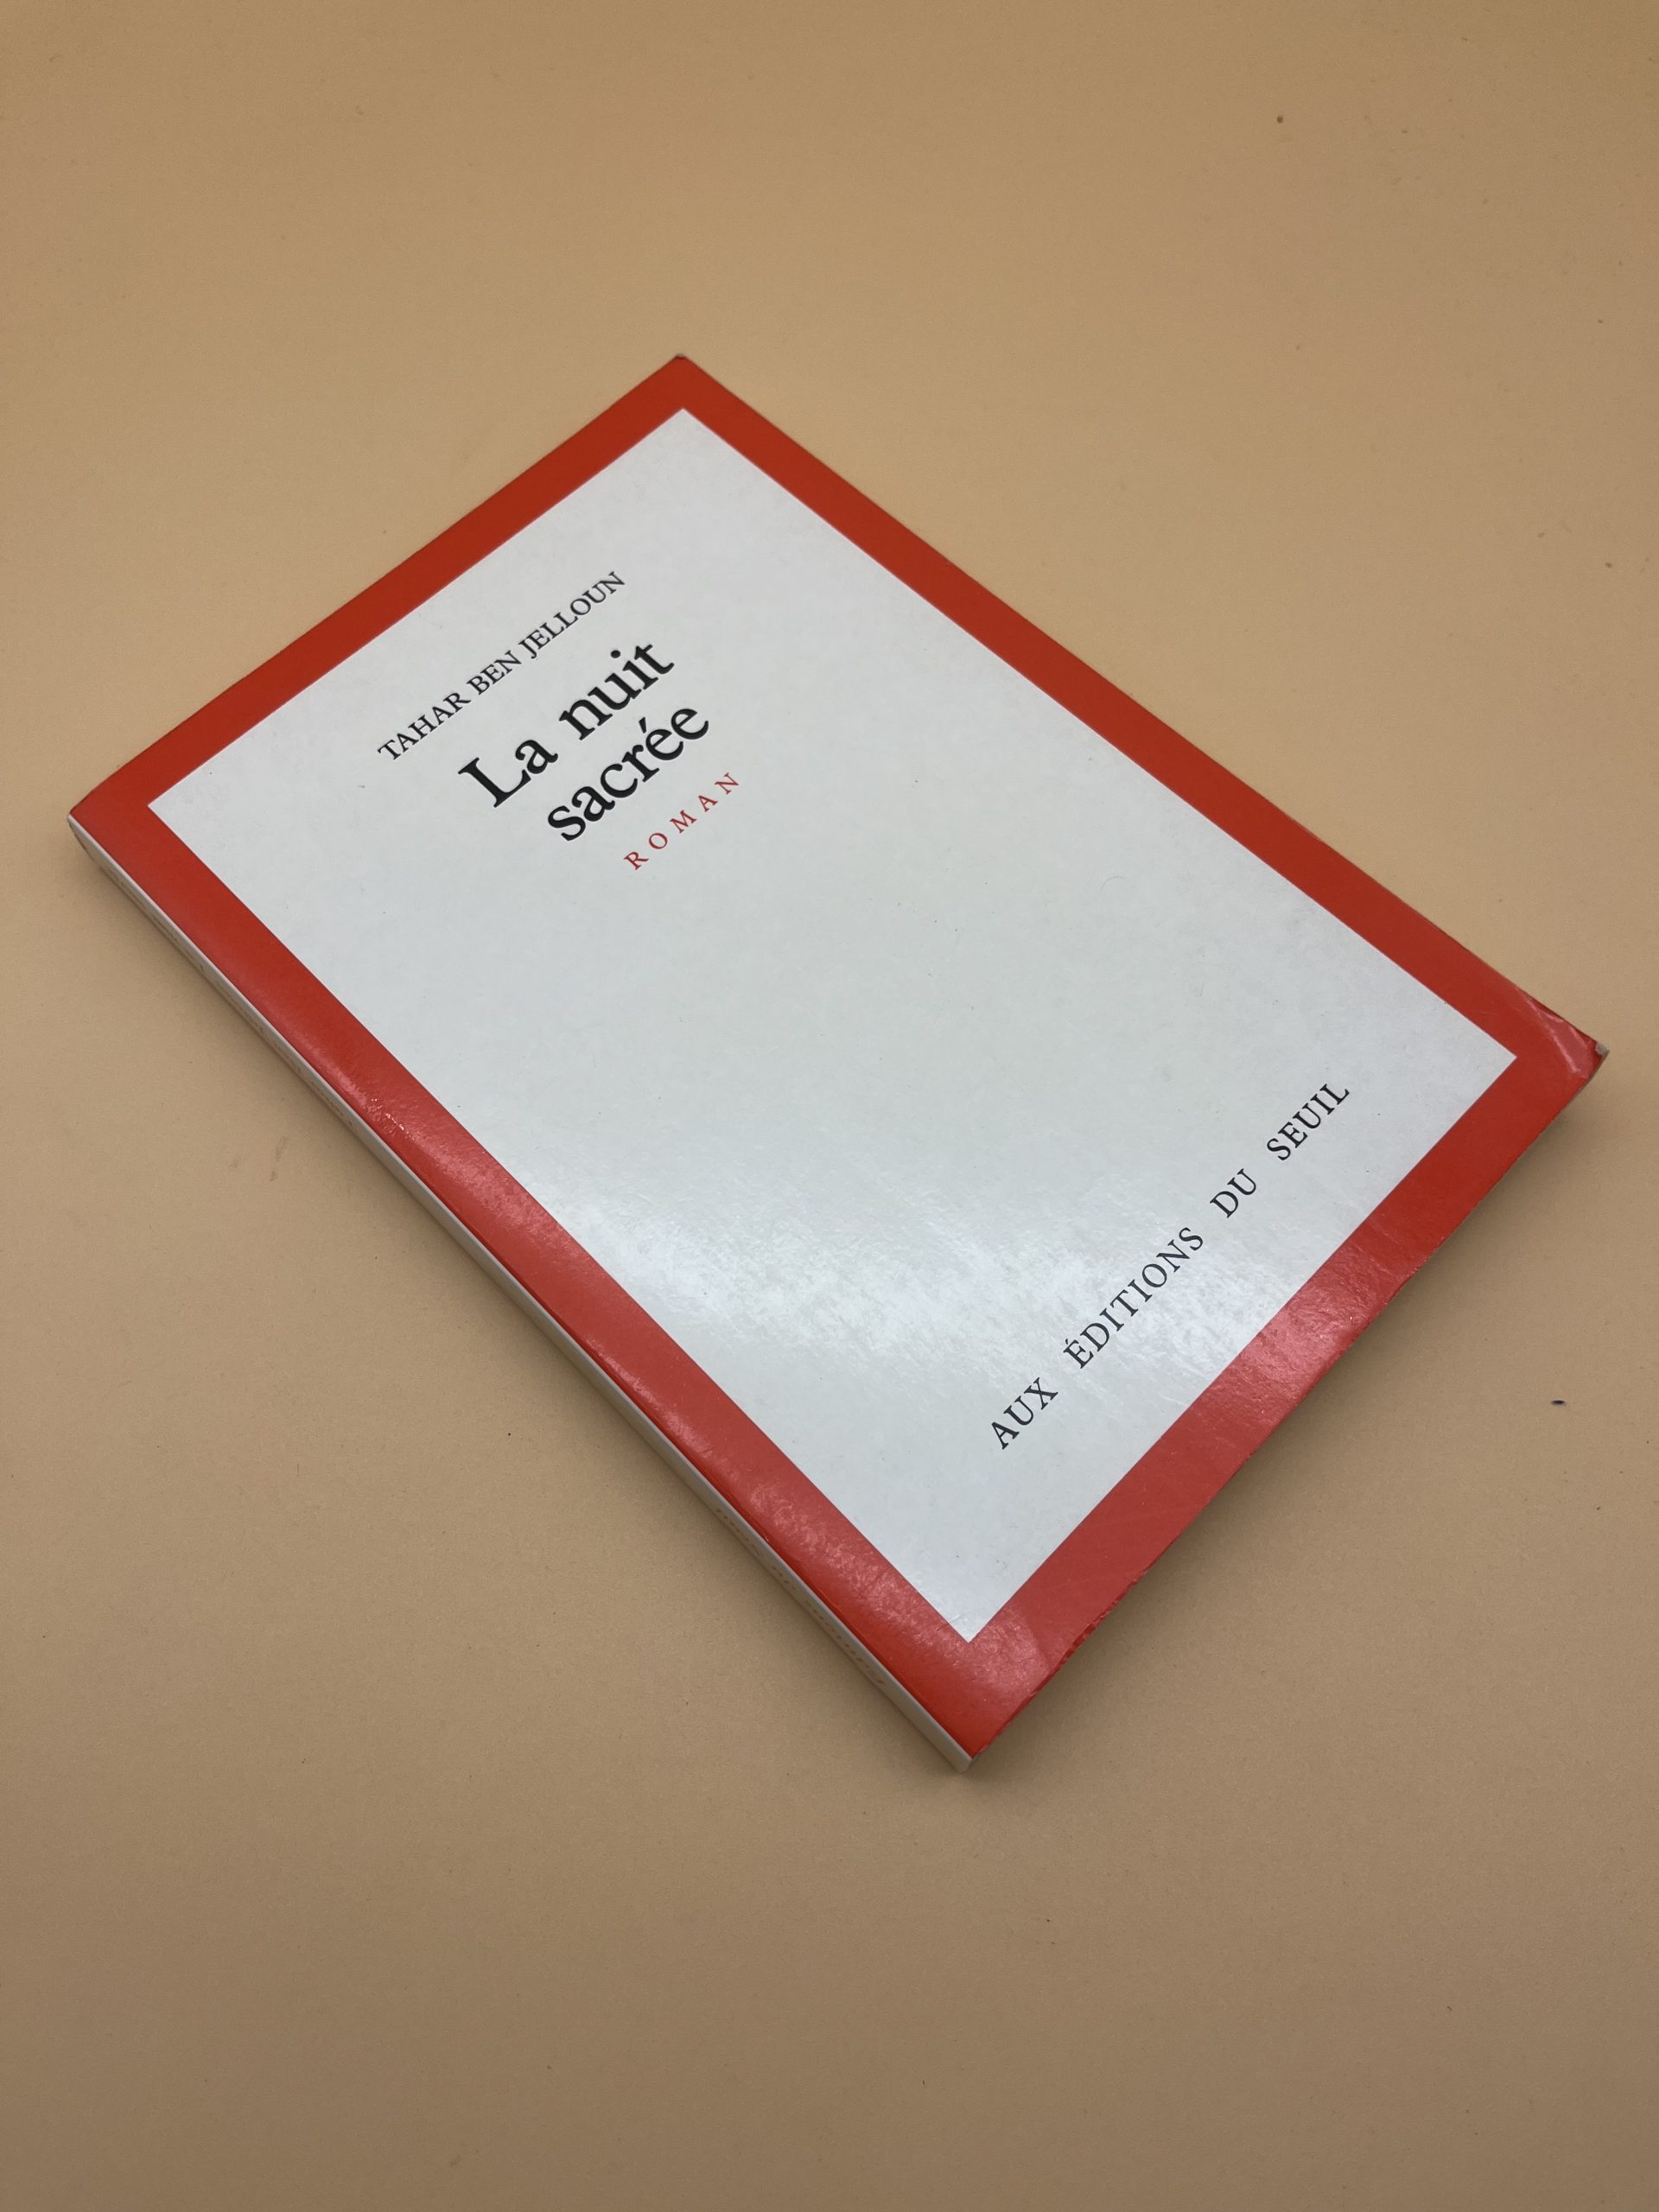 TAHAR BEN JELLOUN
La nuit
sacrée
ROMAN
AUX ÉDITIONS DU SEUIL